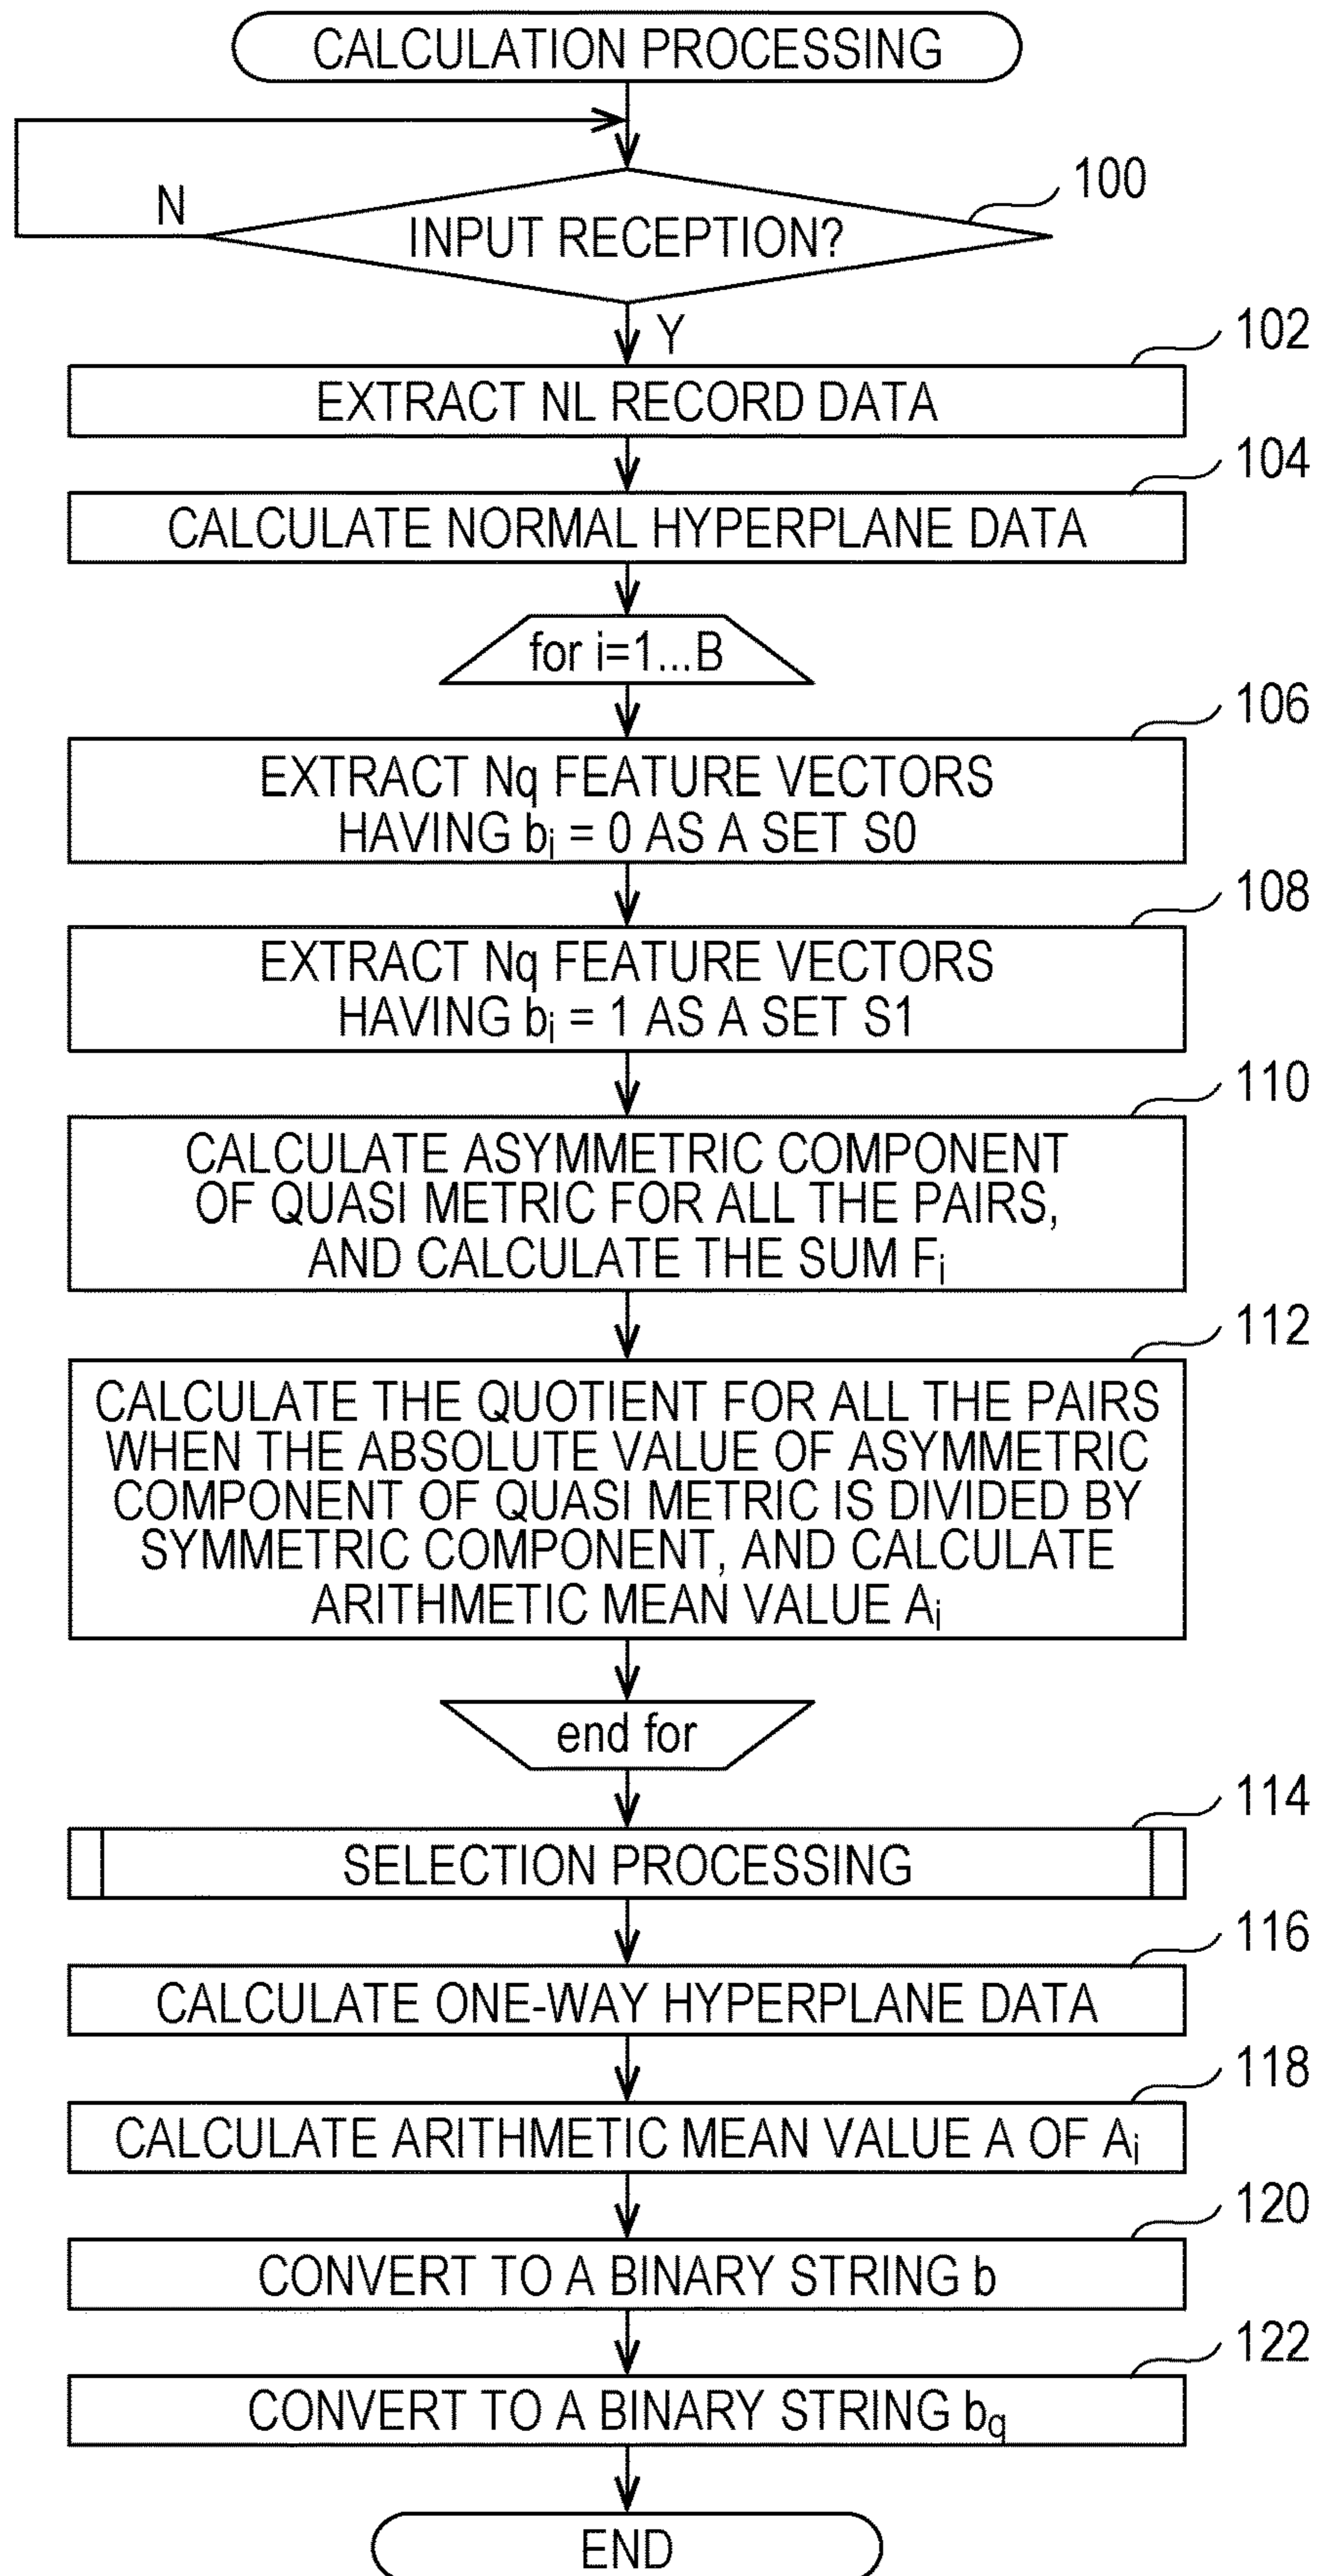 CALCULATION PROCESSING
100
N
INPUT RECEPTION?
Y
102
EXTRACT NL RECORD DATA
104
CALCULATE NORMAL HYPERPLANE DATA
for i=1...B
106
EXTRACT Nq FEATURE VECTORS
HAVING bᵢ = 0 AS A SET S0
108
EXTRACT Nq FEATURE VECTORS
HAVING bᵢ = 1 AS A SET S1
110
CALCULATE ASYMMETRIC COMPONENT
OF QUASI METRIC FOR ALL THE PAIRS,
AND CALCULATE THE SUM Fᵢ
112
CALCULATE THE QUOTIENT FOR ALL THE PAIRS
WHEN THE ABSOLUTE VALUE OF ASYMMETRIC
COMPONENT OF QUASI METRIC IS DIVIDED BY
SYMMETRIC COMPONENT, AND CALCULATE
ARITHMETIC MEAN VALUE Aᵢ
end for
114
SELECTION PROCESSING
116
CALCULATE ONE-WAY HYPERPLANE DATA
118
CALCULATE ARITHMETIC MEAN VALUE A OF Aᵢ
120
CONVERT TO A BINARY STRING b
122
CONVERT TO A BINARY STRING b_q
END